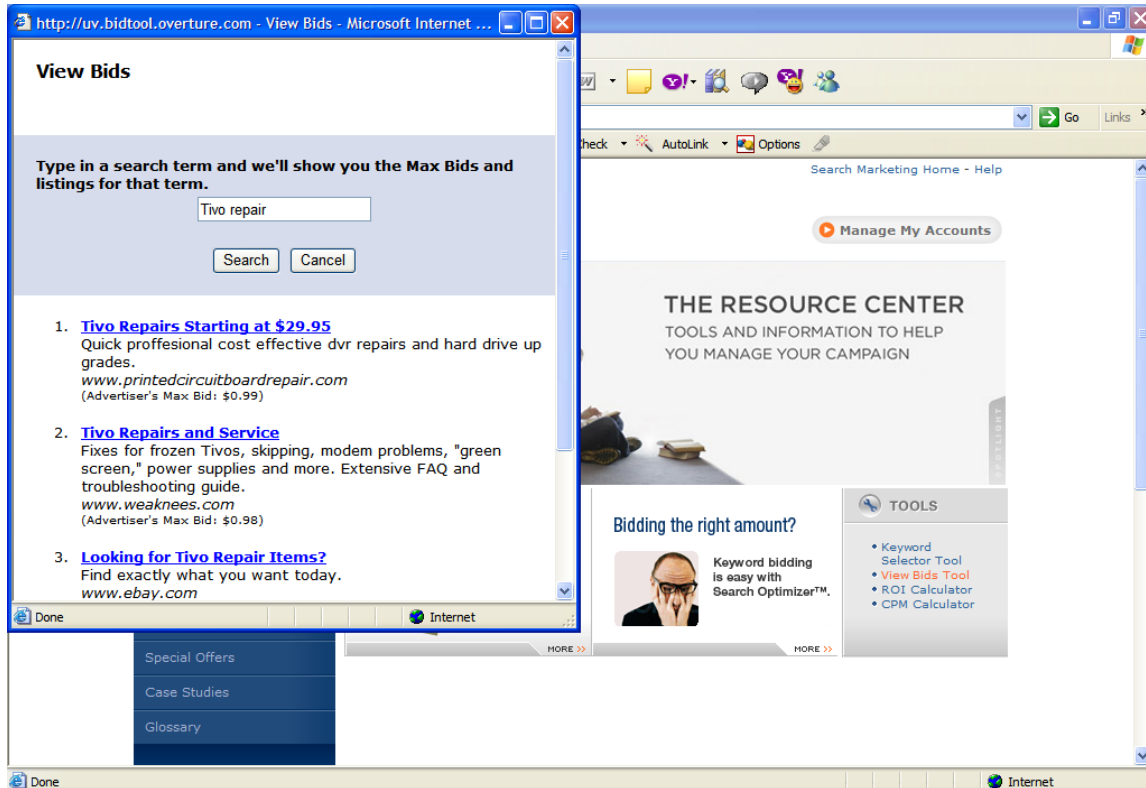 http://uv.bidtool.overture.com - View Bids - Microsoft Internet ...
View Bids
Type in a search term and we'll show you the Max Bids and
listings for that term.
Tivo repair
Search
Cancel
1. Tivo Repairs Starting at $29.95
Quick proffesional cost effective dvr repairs and hard drive up
grades.
www.printedcircuitboardrepair.com
(Advertiser's Max Bid: $0.99)
2. Tivo Repairs and Service
Fixes for frozen Tivos, skipping, modem problems, "green
screen," power supplies and more. Extensive FAQ and
troubleshooting guide.
www.weaknees.com
(Advertiser's Max Bid: $0.98)
3. Looking for Tivo Repair Items?
Find exactly what you want today.
www.ebay.com
Done
Internet
Go
Links
AutoLink
Options
Search Marketing Home - Help
Manage My Accounts
THE RESOURCE CENTER
TOOLS AND INFORMATION TO HELP
YOU MANAGE YOUR CAMPAIGN
SPOTLIGHT
Bidding the right amount?
Keyword bidding
is easy with
Search Optimizer™.
MORE >>
MORE >>
TOOLS
• Keyword
Selector Tool
• View Bids Tool
• ROI Calculator
• CPM Calculator
Special Offers
Case Studies
Glossary
Done
Internet